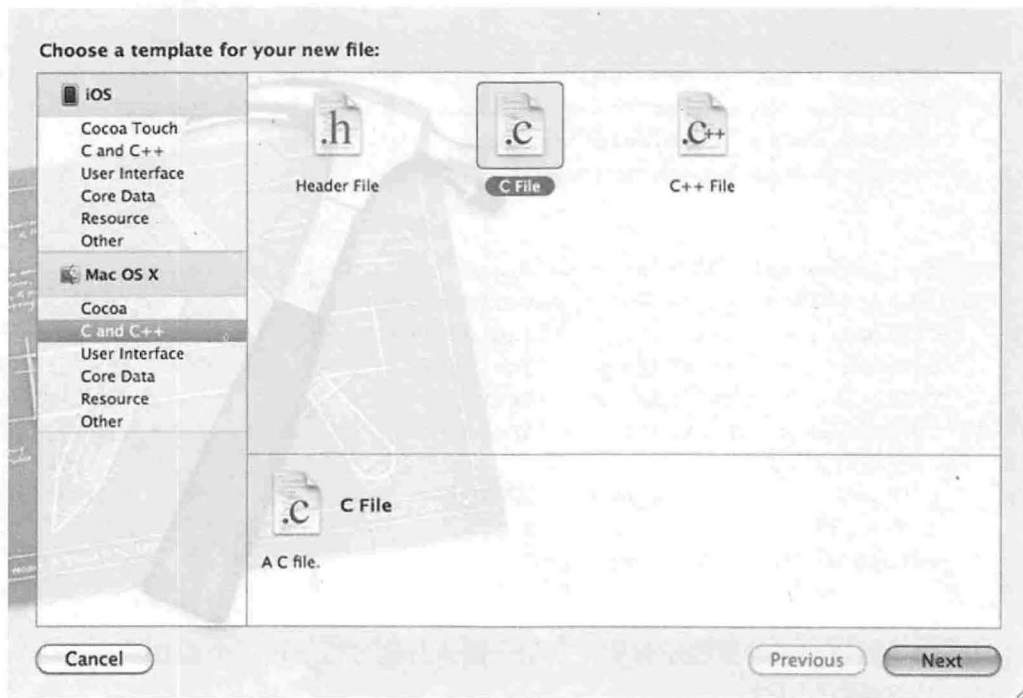 Choose a template for your new file:
iOS
Cocoa Touch
C and C++
User Interface
Core Data
Resource
Other
Mac OS X
Cocoa
C and C++
User Interface
Core Data
Resource
Other
.h
Header File
.c
C File
.C++
C++ File
.c
C File
A C file.
Cancel
Previous
Next